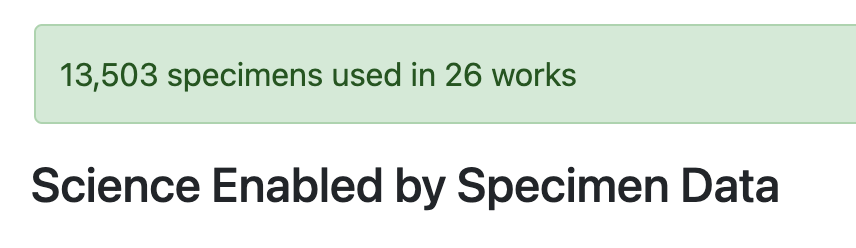 13,503 specimens used in 26 works
Science Enabled by Specimen Data